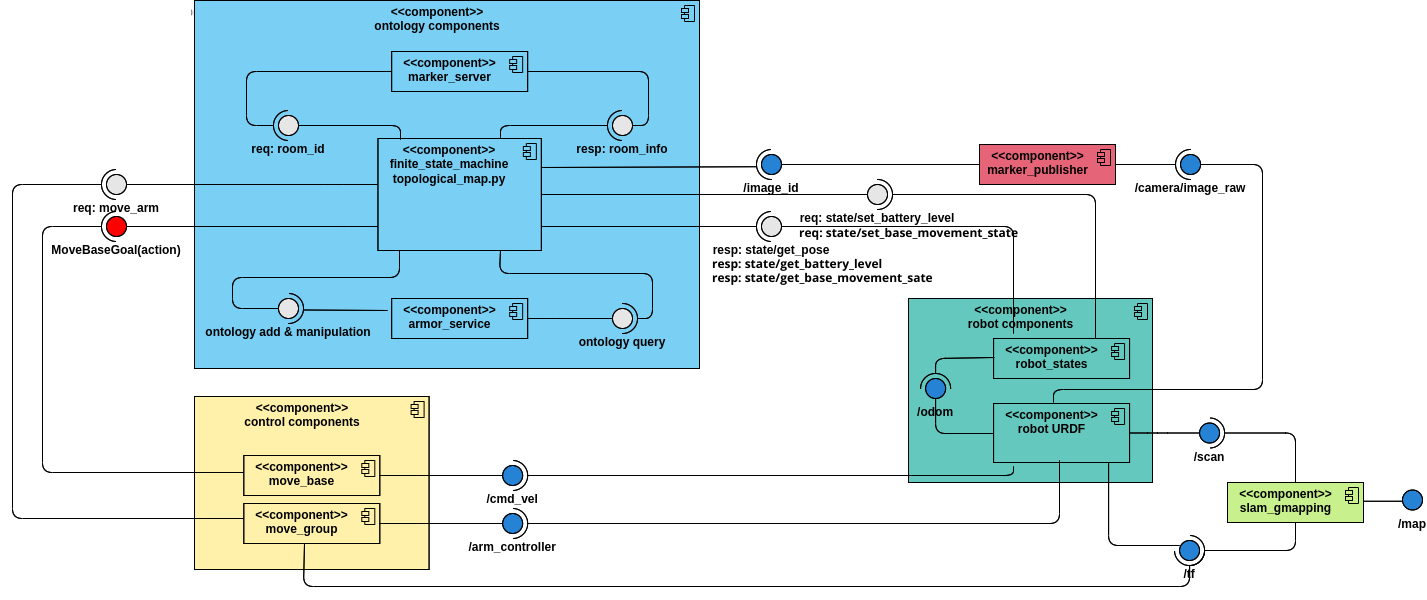 <<component>>
ontology components
<<component>>
marker_server
req: room_id
resp: room_info
<<component>>
finite_state_machine
topological_map.py
req: move_arm
MoveBaseGoal(action)
/image_id
<<component>>
marker_publisher
/camera/image_raw
req: state/set_battery_level
req: state/set_base_movement_state
resp: state/get_pose
resp: state/get_battery_level
resp: state/get_base_movement_sate
ontology add & manipulation
<<component>>
armor_service
ontology query
<<component>>
robot components
<<component>>
robot_states
/odom
<<component>>
robot URDF
/scan
<<component>>
control components
<<component>>
move_base
/cmd_vel
<<component>>
move_group
/arm_controller
<<component>>
slam_gmapping
/map
/tf